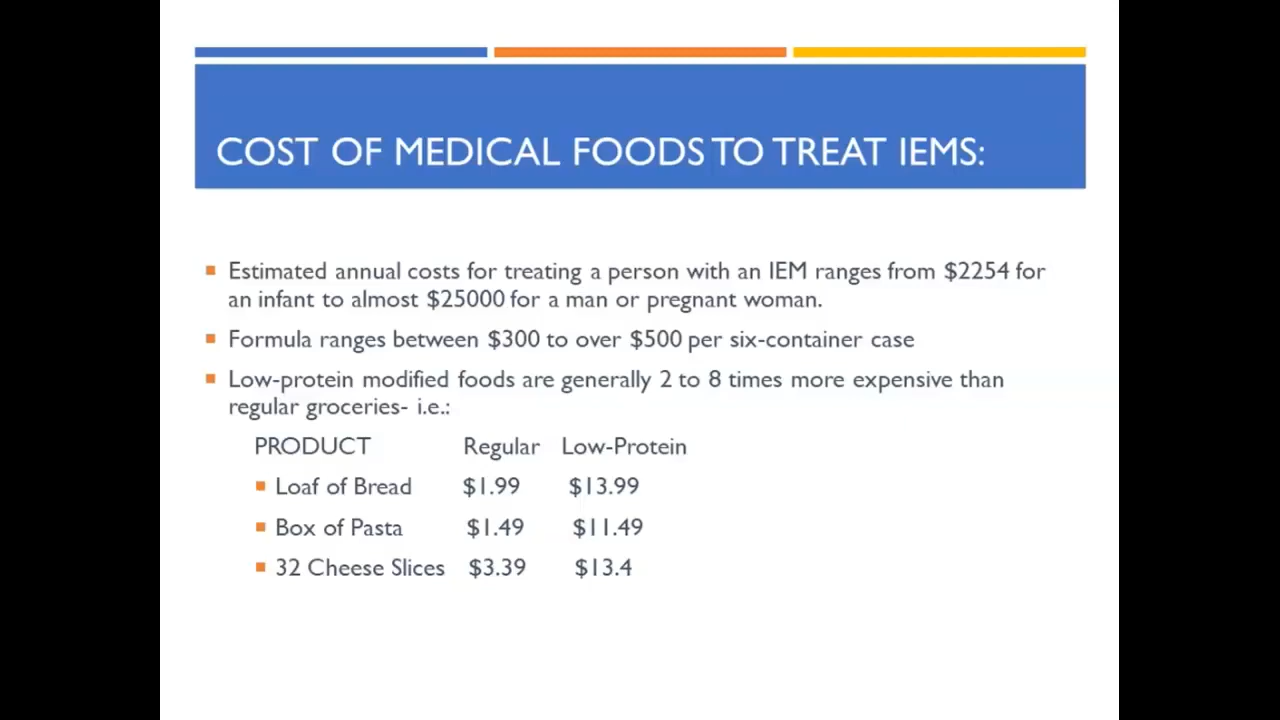 COST OF MEDICAL FOODS TO TREAT IEMS:
Estimated annual costs for treating a person with an IEM ranges from $2254 for
an infant to almost $25000 for a man or pregnant woman.
Formula ranges between $300 to over $500 per six-container case
Low-protein modified foods are generally 2 to 8 times more expensive than
regular groceries- i.e.:
PRODUCT Regular Low-Protein
Loaf of Bread $1.99 $13.99
Box of Pasta $1.49 $11.49
32 Cheese Slices $3.39 $13.4